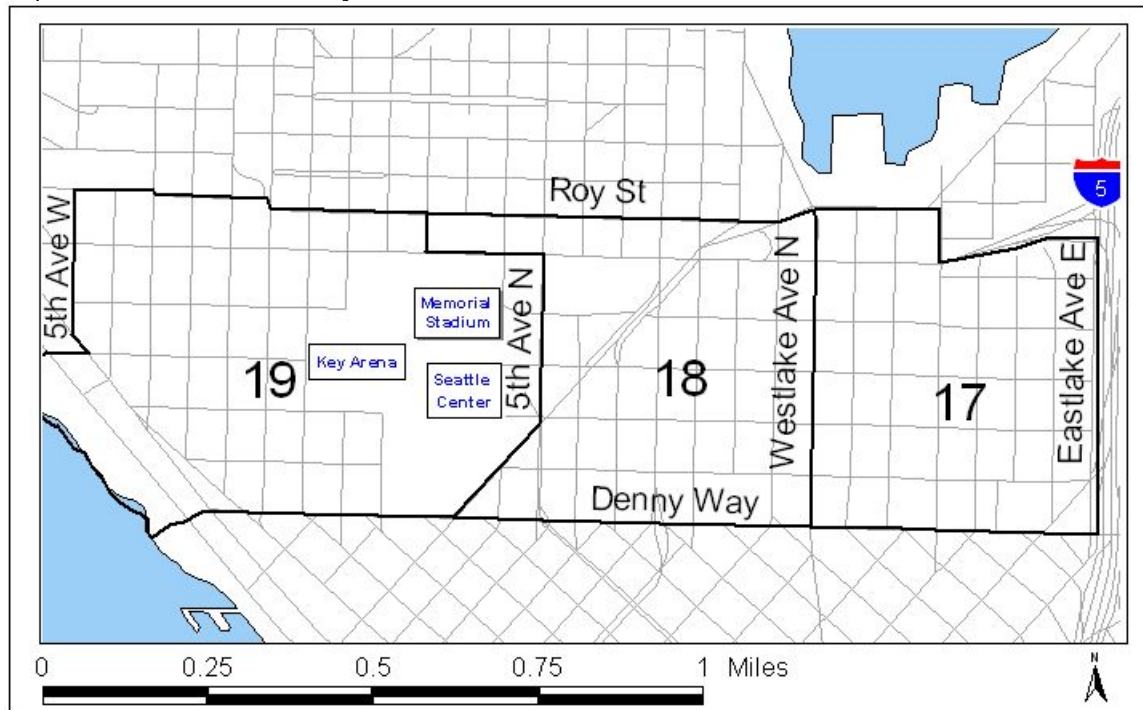 Roy St
5
5th Ave W
Memorial
Stadium
5th Ave N
Westlake Ave N
Eastlake Ave E
Key Arena
19
Seattle
Center
18
17
Denny Way
0
0.25
0.5
0.75
1 Miles
N